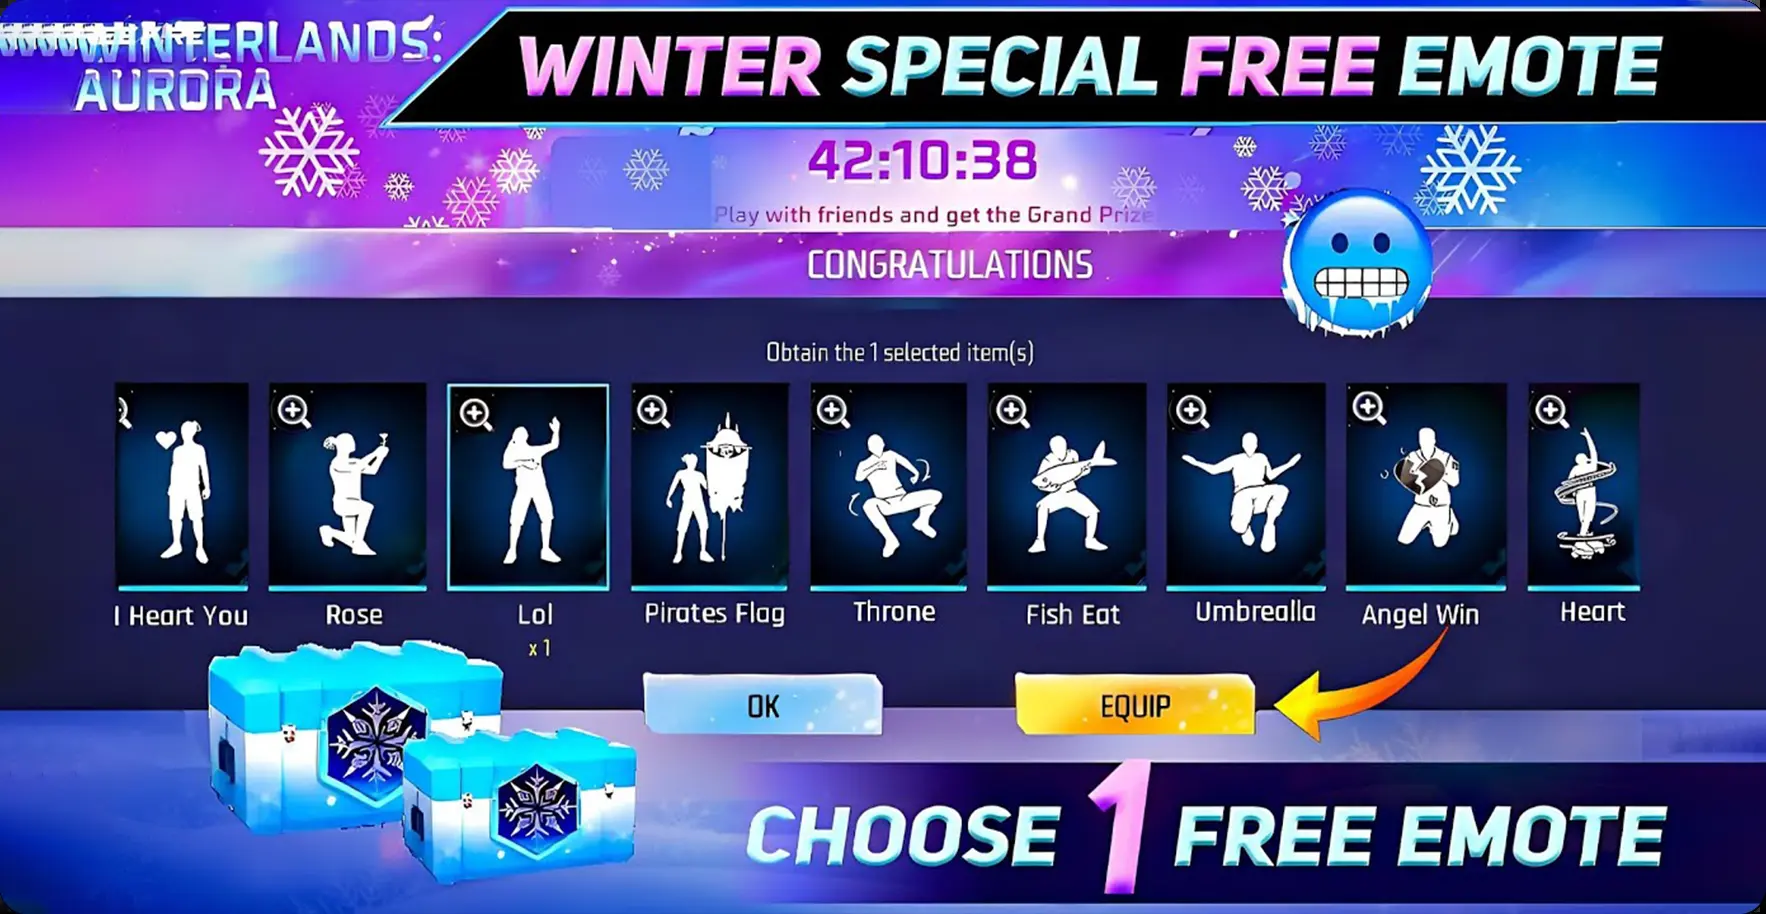 WINTERLANDS:
AURORA
WINTER SPECIAL FREE EMOTE
42:10:38
Play with friends and get the Grand Prize
CONGRATULATIONS
Obtain the 1 selected item(s)
I Heart You
Rose
Lol
Pirates Flag
Throne
Fish Eat
Umbrealla
Angel Win
Heart
x 1
OK
EQUIP
CHOOSE 1 FREE EMOTE